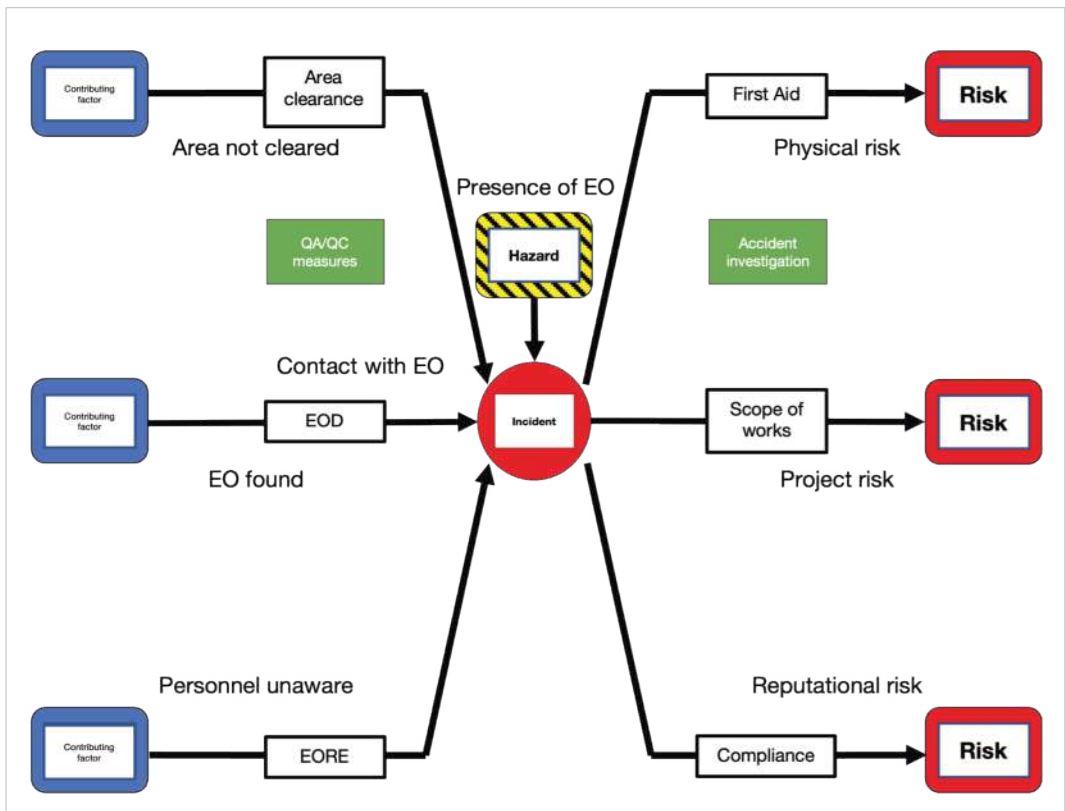 Contributing
factor
Area
clearance
First Aid
Risk
Area not cleared
Physical risk
Presence of EO
QA/QC
measures
Hazard
Accident
investigation
Contact with EO
Contributing
factor
EOD
Incident
Scope of
works
Risk
EO found
Project risk
Personnel unaware
Reputational risk
Contributing
factor
EORE
Compliance
Risk